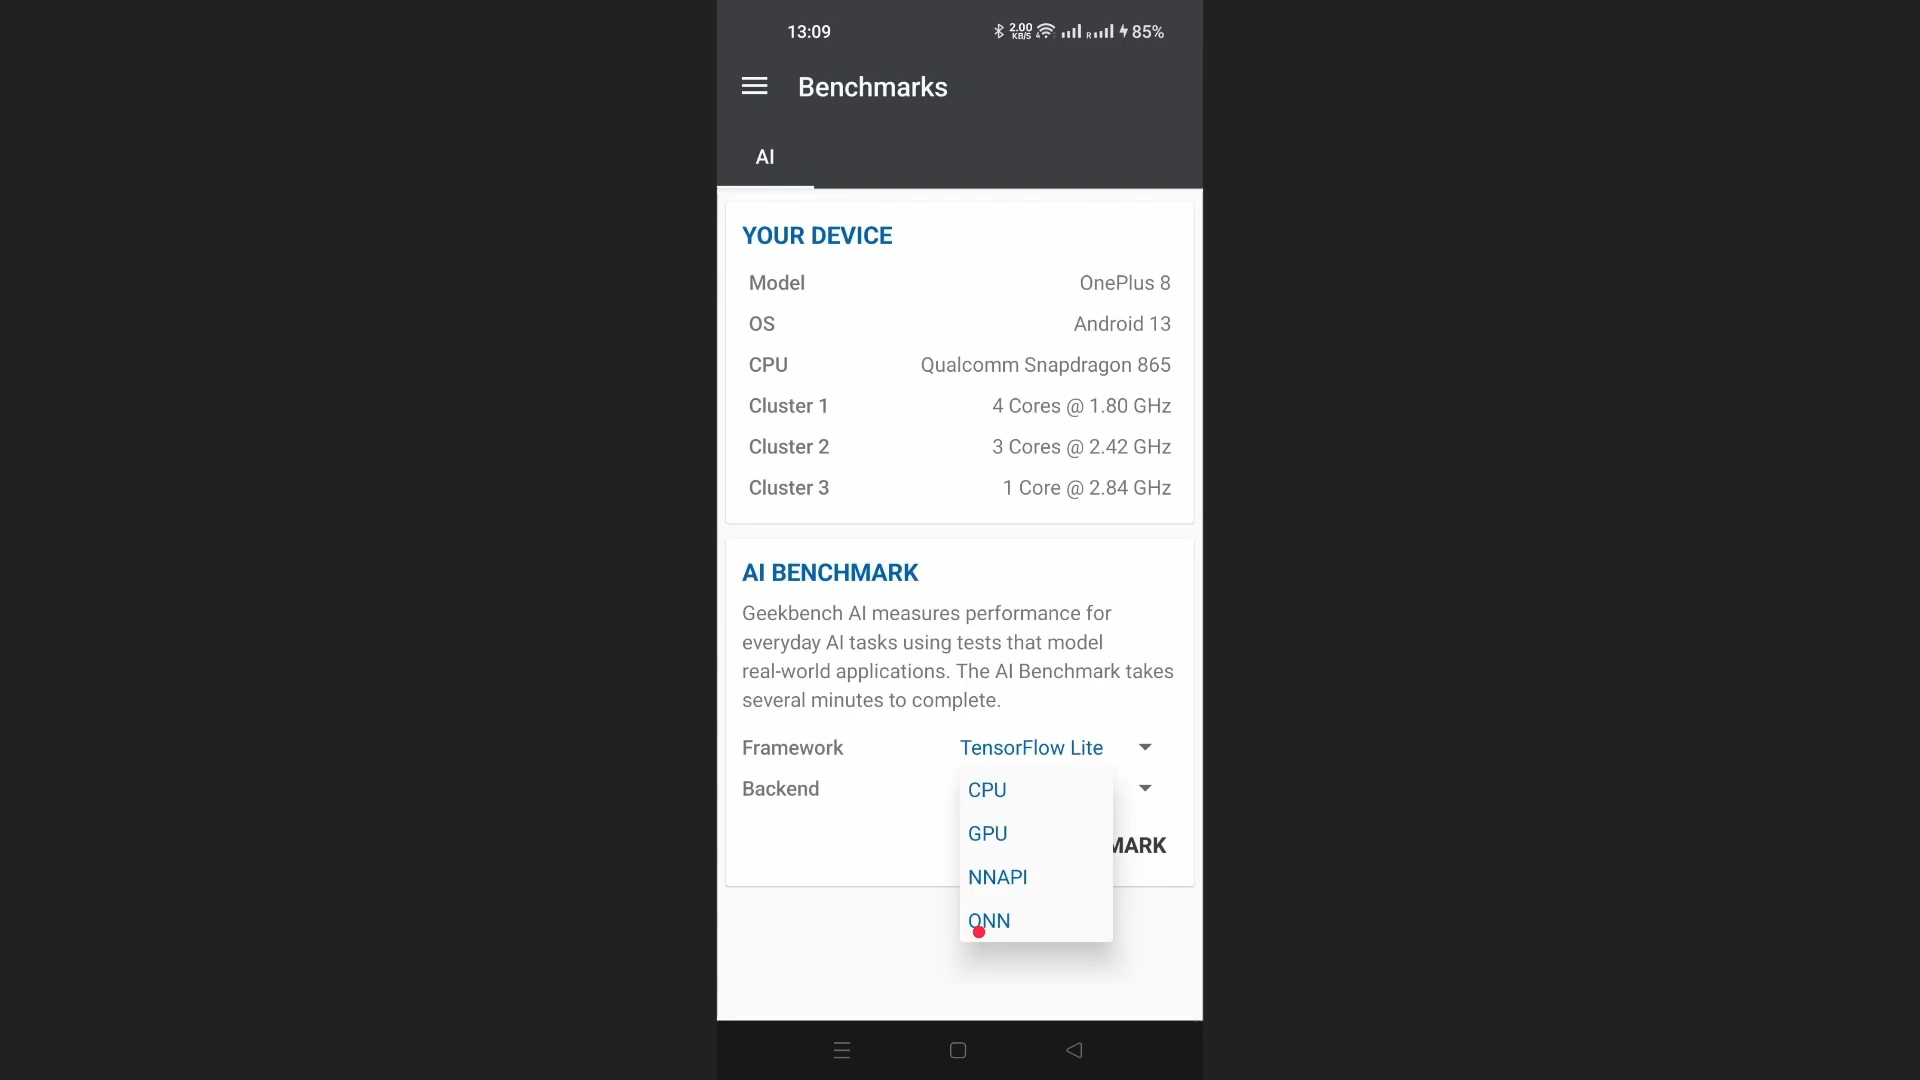 13:09
2.00 KB/S
R
85%
Benchmarks
AI
YOUR DEVICE
Model OnePlus 8
OS Android 13
CPU Qualcomm Snapdragon 865
Cluster 1 4 Cores @ 1.80 GHz
Cluster 2 3 Cores @ 2.42 GHz
Cluster 3 1 Core @ 2.84 GHz
AI BENCHMARK
Geekbench AI measures performance for
everyday AI tasks using tests that model
real-world applications. The AI Benchmark takes
several minutes to complete.
Framework TensorFlow Lite
Backend CPU
GPU
MARK
NNAPI
QNN